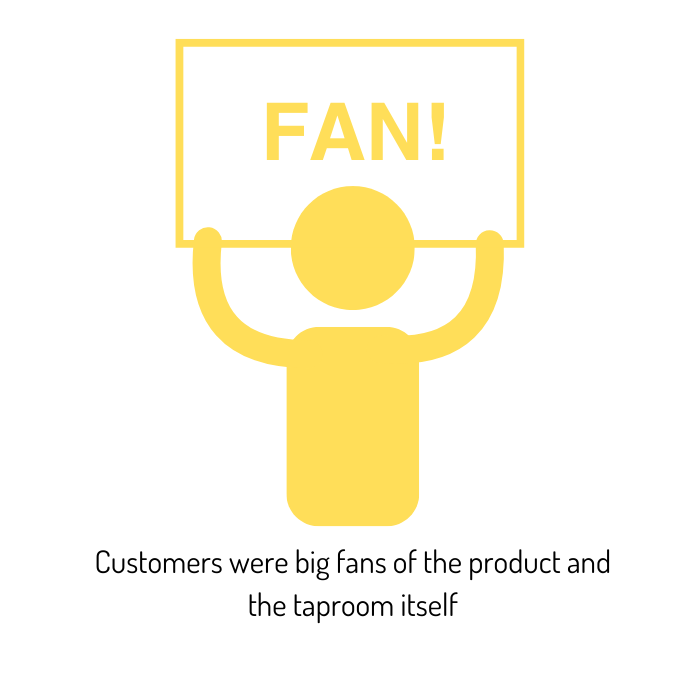 FAN!
Customers were big fans of the product and
the taproom itself